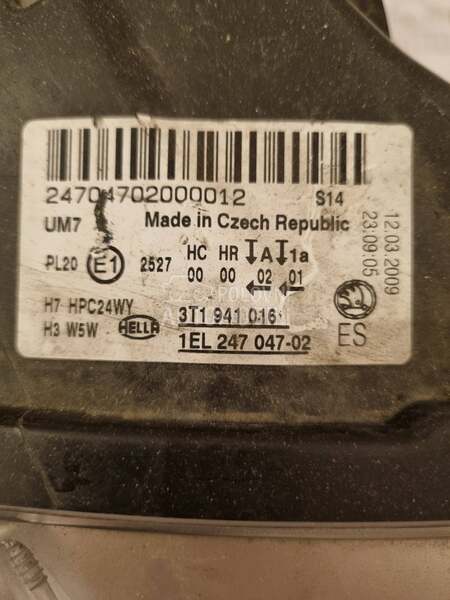 24704702000012 S14
UM7 Made in Czech Republic
HC HR A 1a
PL20 E1 2527 00 00 02 01
H7 HPC24WY 3T1 941 016
H3 W5W HELLA 1EL 247 047-02
ES
12.03.2009
23:09:05